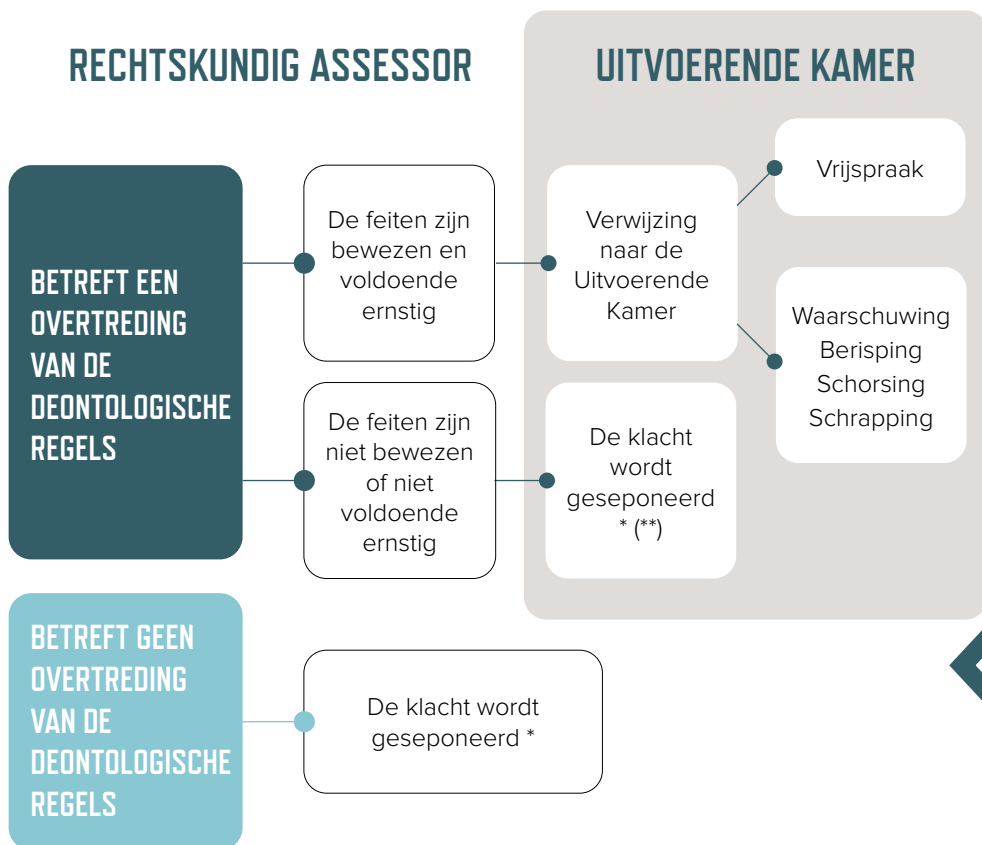 RECHTSKUNDIG ASSESSOR
UITVOERENDE KAMER
BETREFT EEN
OVERTREDING
VAN DE
DEONTOLOGISCHE
REGELS
De feiten zijn
bewezen en
voldoende
ernstig
Verwijzing
naar de
Uitvoerende
Kamer
Vrijspraak
Waarschuwing
Berisping
Schorsing
Schrapping
De feiten zijn
niet bewezen
of niet
voldoende
ernstig
De klacht
wordt
geseponeerd
* (**)
BETREFT GEEN
OVERTREDING
VAN DE
DEONTOLOGISCHE
REGELS
De klacht wordt
geseponeerd *